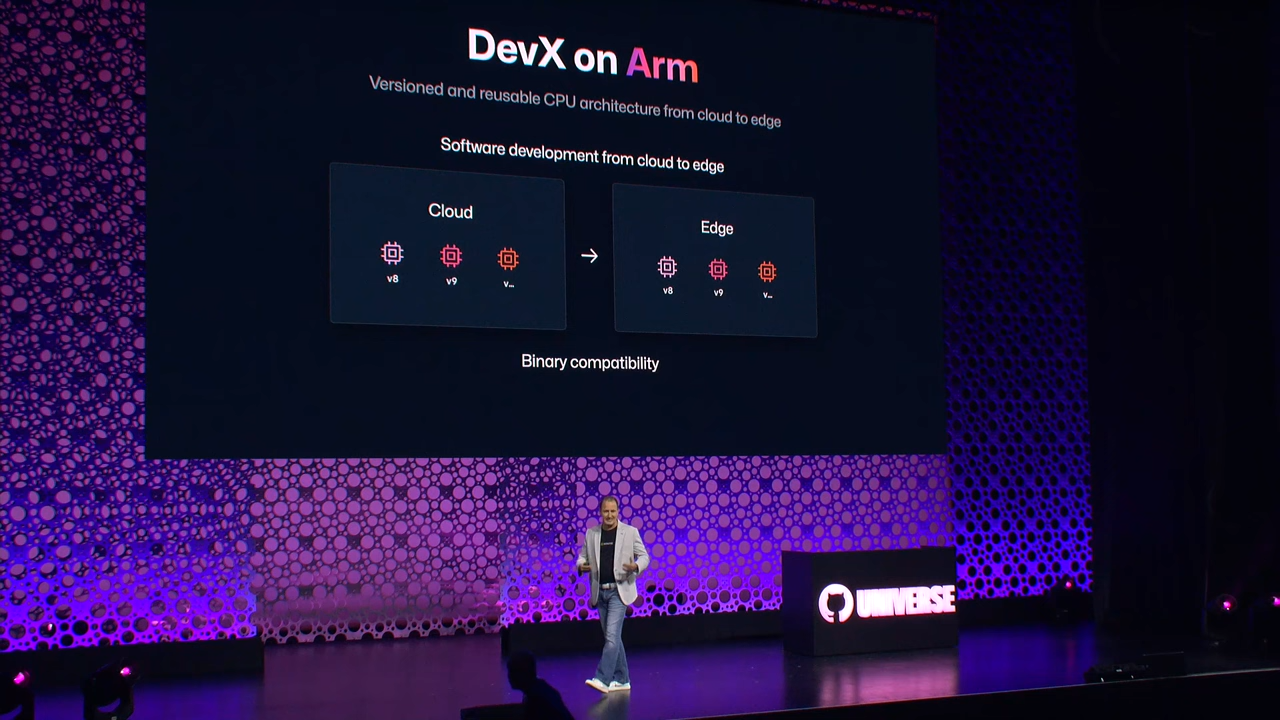 DevX on Arm
Versioned and reusable CPU architecture from cloud to edge
Software development from cloud to edge
Cloud
v8 v9 v...
Edge
v8 v9 v...
Binary compatibility
UNIVERSE